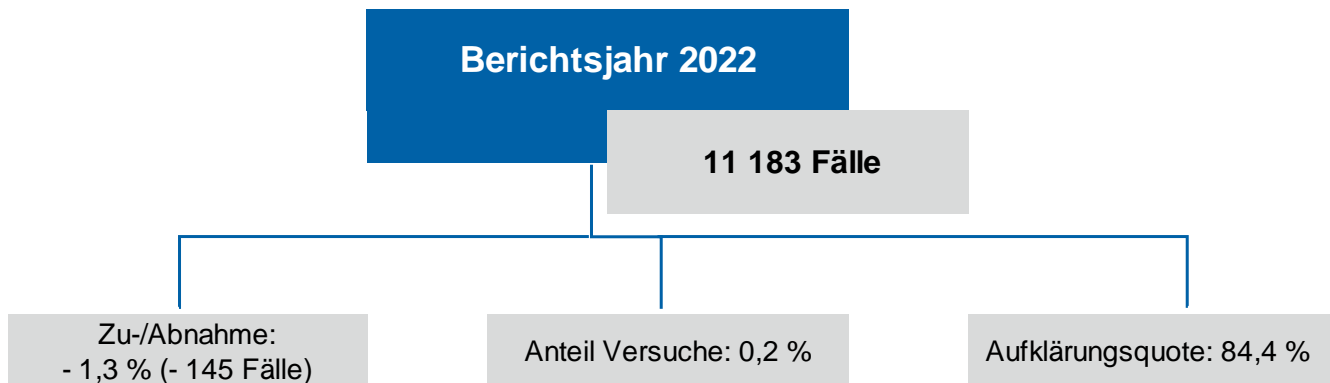 Berichtsjahr 2022
11 183 Fälle
Zu-/Abnahme:
- 1,3 % (- 145 Fälle)
Anteil Versuche: 0,2 %
Aufklärungsquote: 84,4 %